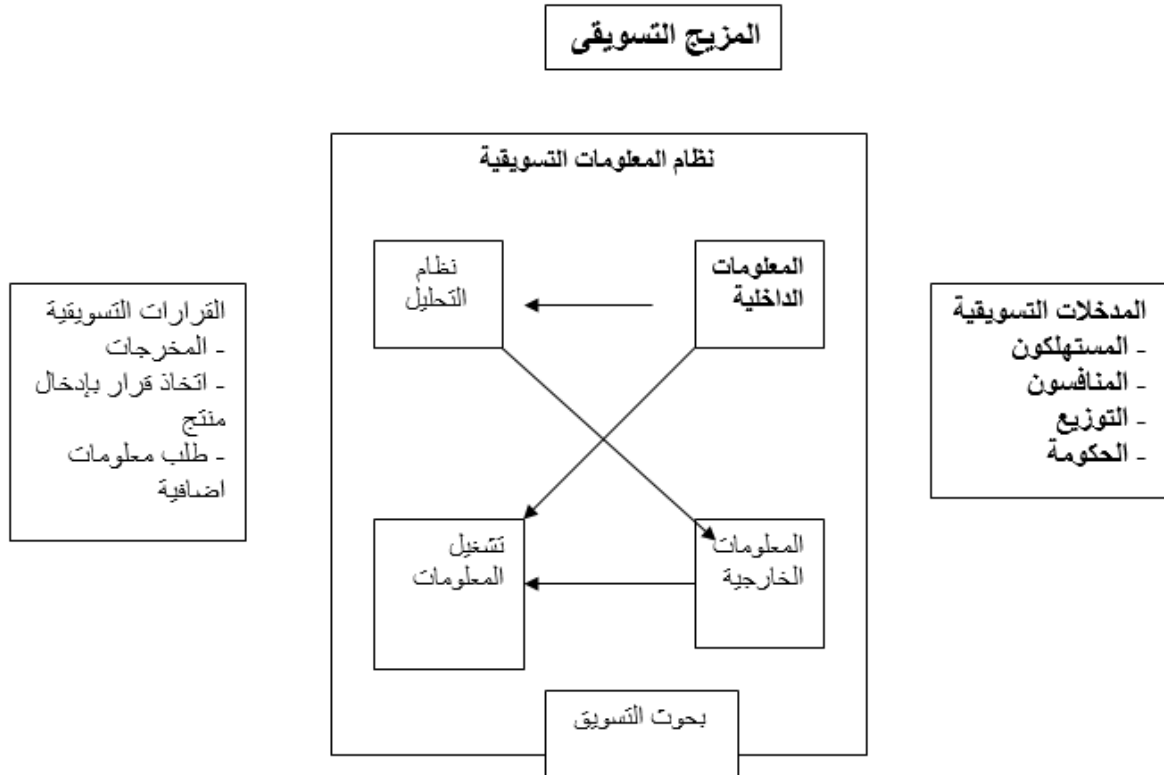 المزيج التسويقى
نظام المعلومات التسويقية
المدخلات التسويقية
- المستهلكون
- المنافسون
- التوزيع
- الحكومة
المعلومات
الداخلية
نظام
التحليل
المعلومات
الخارجية
تشغيل
المعلومات
بحوت التسويق
القرارات التسويقية
- المخرجات
- اتخاذ قرار بإدخال
منتج
- طلب معلومات
اضافية